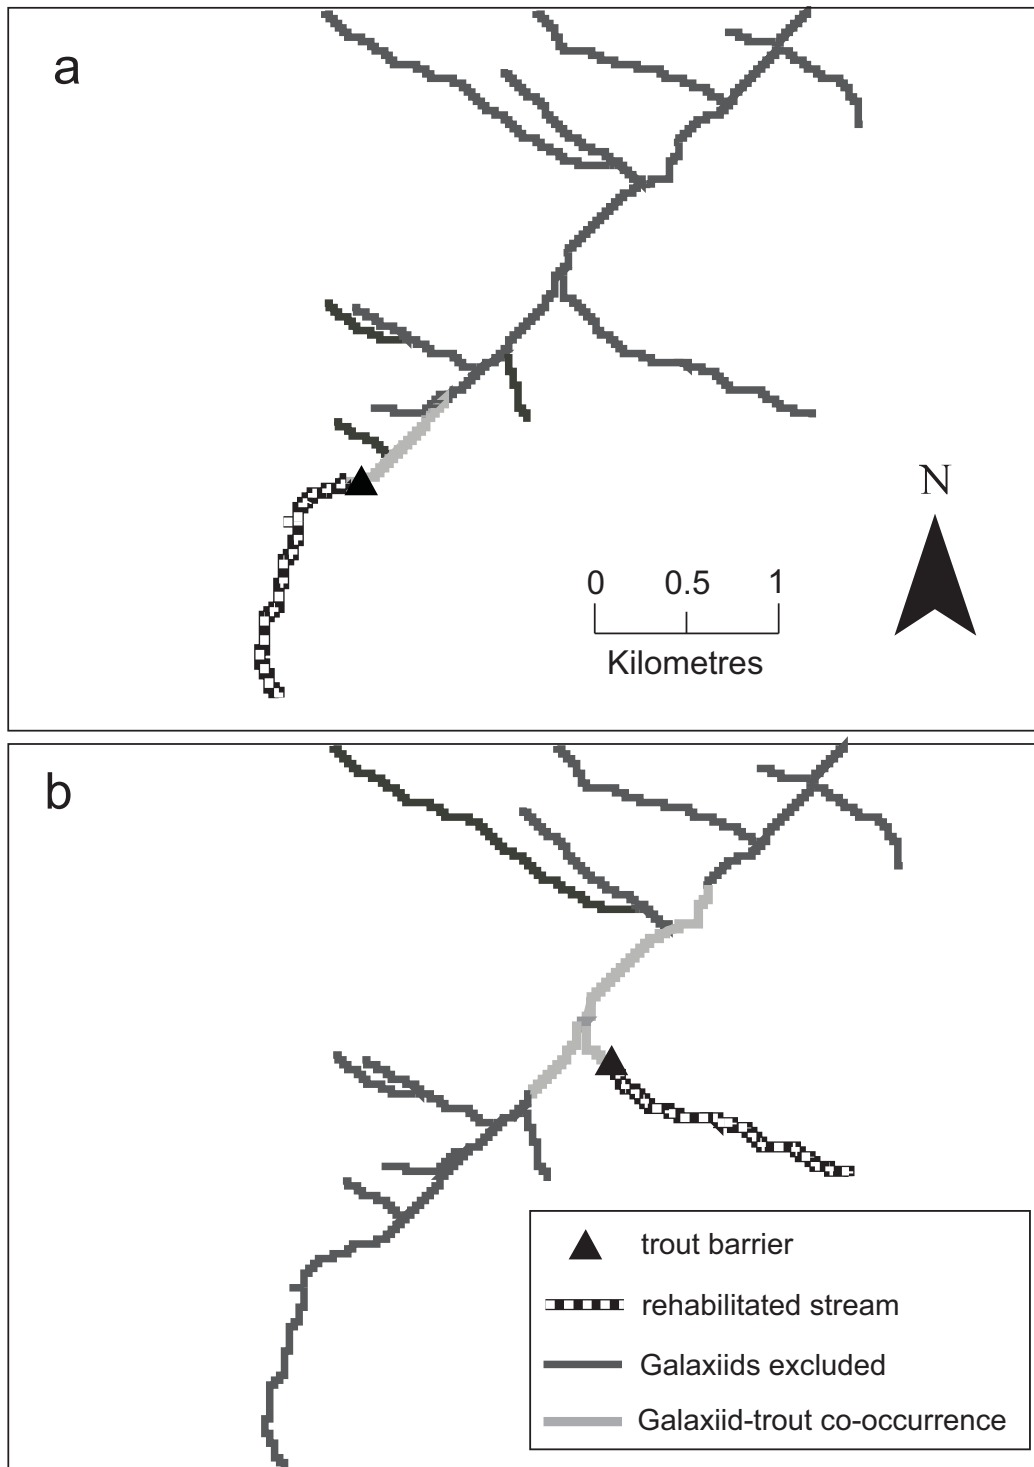 a
N
0 0.5 1
Kilometres
b
trout barrier
rehabilitated stream
Galaxiids excluded
Galaxiid-trout co-occurrence